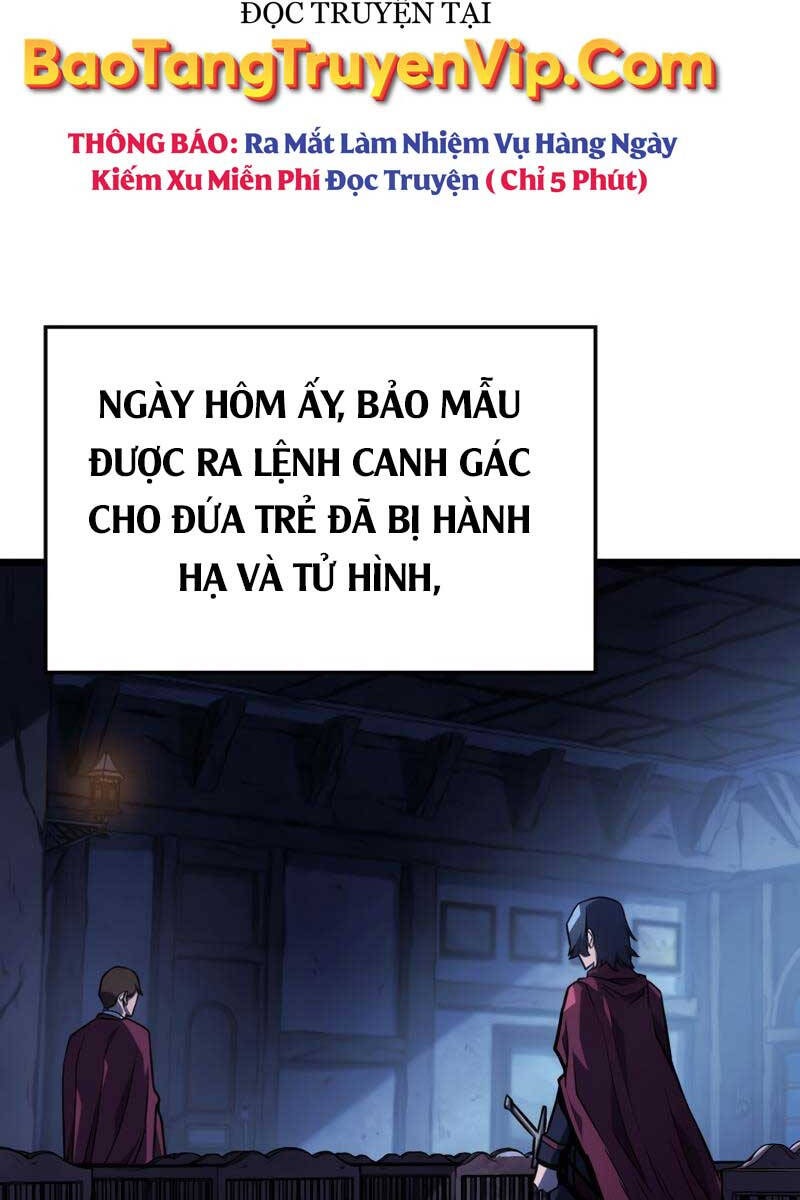 ĐỌC TRUYỆN TẠI
BaoTangTruyenVip.Com
THÔNG BÁO: Ra Mắt Làm Nhiệm Vụ Hàng Ngày
Kiếm Xu Miễn Phí Đọc Truyện ( Chỉ 5 Phút)
NGÀY HÔM ẤY, BẢO MẪU
ĐƯỢC RA LỆNH CANH GÁC
CHO ĐỨA TRẺ ĐÃ BỊ HÀNH
HẠ VÀ TỬ HÌNH,